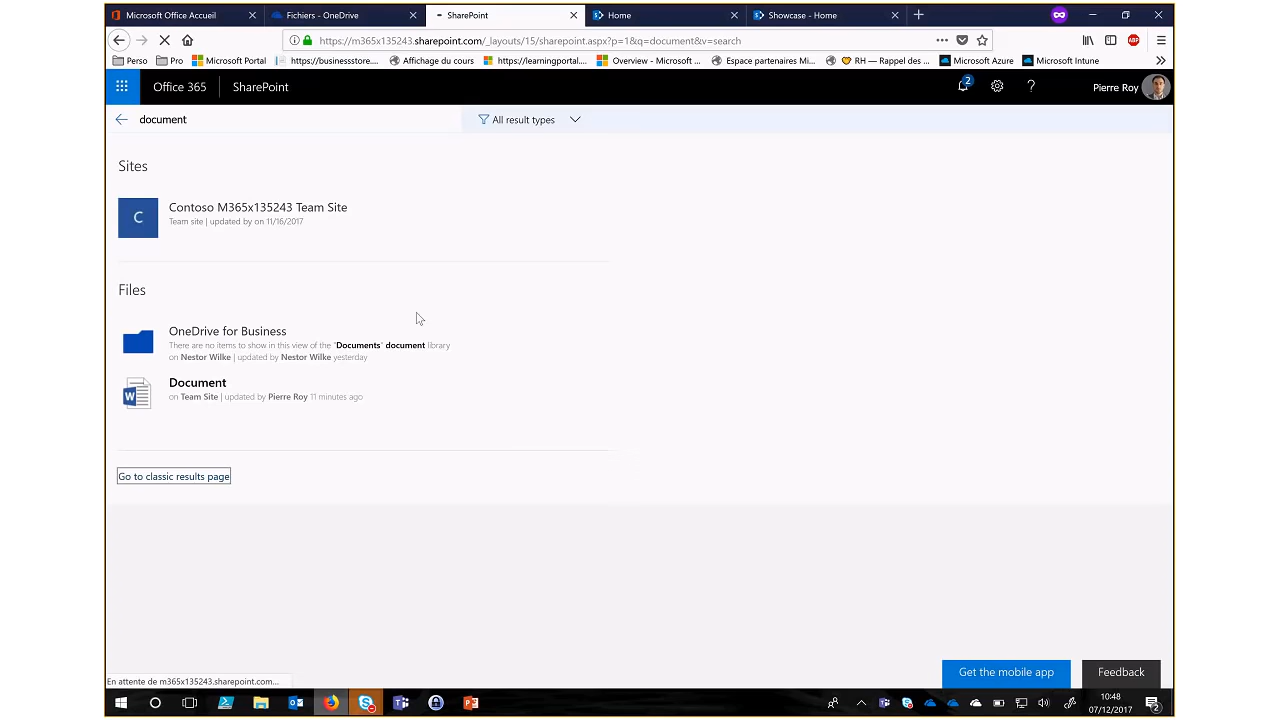 Microsoft Office Accueil
Fichiers - OneDrive
SharePoint
Home
Showcase - Home
https://m365x135243.sharepoint.com/_layouts/15/sharepoint.aspx?p=1&q=document&v=search
ABP
Perso
Pro
Microsoft Portal
https://businessstore....
Affichage du cours
https://learningportal....
Overview - Microsoft ...
Espace partenaires Mi...
RH — Rappel des ...
Microsoft Azure
Microsoft Intune
Office 365
SharePoint
2
Pierre Roy
document
All result types
Sites
C
Contoso M365x135243 Team Site
Team site | updated by on 11/16/2017
Files
OneDrive for Business
There are no items to show in this view of the "Documents" document library
on Nestor Wilke | updated by Nestor Wilke yesterday
Document
on Team Site | updated by Pierre Roy 11 minutes ago
Go to classic results page
Get the mobile app
Feedback
En attente de m365x135243.sharepoint.com...
10:48
07/12/2017
2